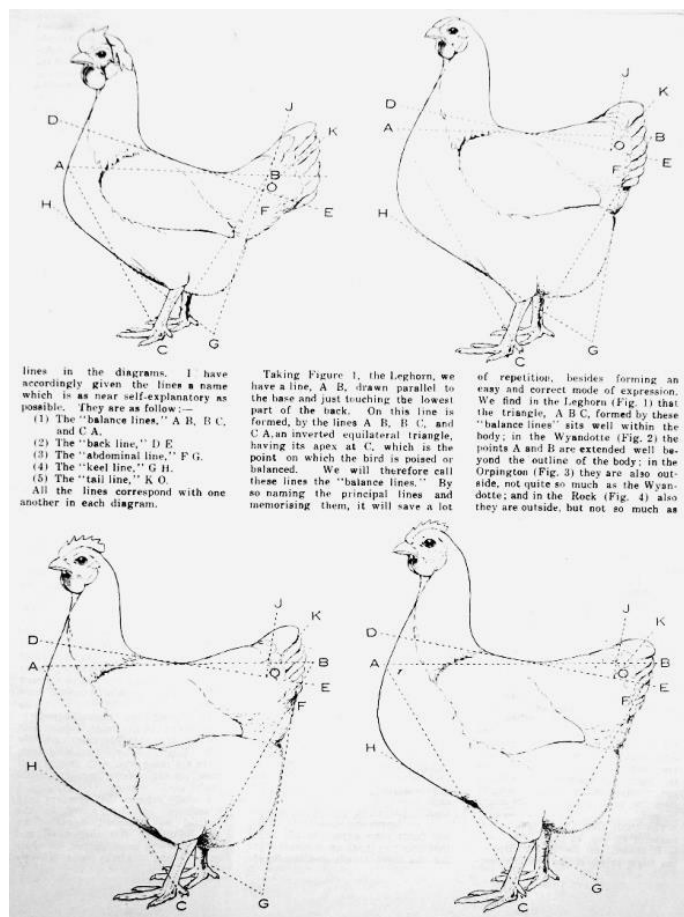 J
K
D
A
B
O
H
F
E
G
C
J
K
D
A
B
O
F
E
H
G
C
lines in the diagrams. I have
accordingly given the lines a name
which is as near self-explanatory as
possible. They are as follow:—
(1) The "balance lines," A B, B C,
and C A.
(2) The "back line," D E
(3) The "abdominal line," F G.
(4) The "keel line," G H.
(5) The "tail line," K O.
All the lines correspond with one
another in each diagram.
Taking Figure 1, the Leghorn, we
have a line, A B, drawn parallel to
the base and just touching the lowest
part of the back. On this line is
formed, by the lines A B, B C, and
C A, an inverted equilateral triangle,
having its apex at C, which is the
point on which the bird is poised or
balanced. We will therefore call
these lines the "balance lines." By
so naming the principal lines and
memorising them, it will save a lot
of repetition, besides forming an
easy and correct mode of expression.
We find in the Leghorn (Fig. 1) that
the triangle, A B C, formed by these
"balance lines" sits well within the
body; in the Wyandotte (Fig. 2) the
points A and B are extended well be-
yond the outline of the body; in the
Orpington (Fig. 3) they are also out-
side, not quite so much as the Wyan-
dotte; and in the Rock (Fig. 4) also
they are outside, but not so much as
J
K
D
A
B
O
E
F
H
G
C
J
K
D
A
B
O
E
F
H
G
C